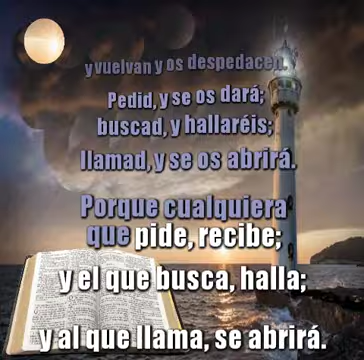 y vuelvan y os despedacen.
Pedid, y se os dará;
buscad, y hallaréis;
llamad, y se os abrirá.
Porque cualquiera
que pide, recibe;
y el que busca, halla;
y al que llama, se abrirá.